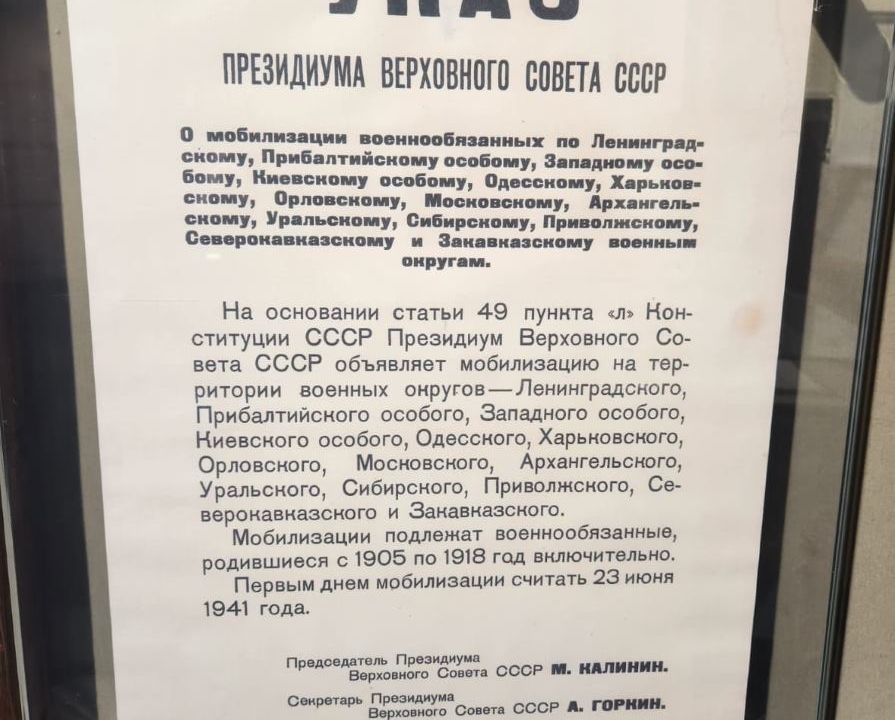 УКАЗ
ПРЕЗИДИУМА ВЕРХОВНОГО СОВЕТА СССР
О мобилизации военнообязанных по Ленинград-
скому, Прибалтийскому особому, Западному осо-
бому, Киевскому особому, Одесскому, Харьков-
скому, Орловскому, Московскому, Архангель-
скому, Уральскому, Сибирскому, Приволжскому,
Северокавказскому и Закавказскому военным
округам.
На основании статьи 49 пункта «л» Кон-
ституции СССР Президиум Верховного Со-
вета СССР объявляет мобилизацию на тер-
ритории военных округов—Ленинградского,
Прибалтийского особого, Западного особого,
Киевского особого, Одесского, Харьковского,
Орловского, Московского, Архангельского,
Уральского, Сибирского, Приволжского, Се-
верокавказского и Закавказского.
Мобилизации подлежат военнообязанные,
родившиеся с 1905 по 1918 год включительно.
Первым днем мобилизации считать 23 июня
1941 года.
Председатель Президиума
Верховного Совета СССР М. КАЛИНИН.
Секретарь Президиума
Верховного Совета СССР А. ГОРКИН.